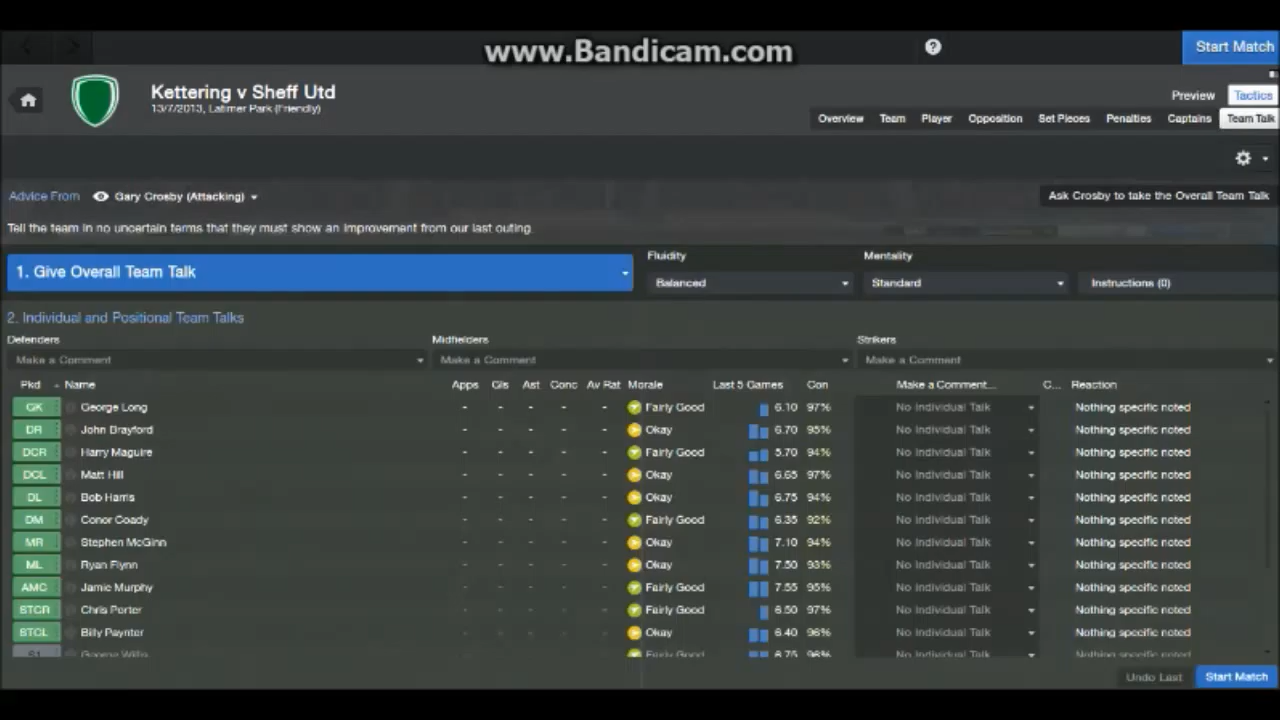 www.Bandicam.com
Start Match
Kettering v Sheff Utd
13/7/2013, Latimer Park (Friendly)
Preview Tactics
Overview Team Player Opposition Set Pieces Penalties Captains Team Talk
Advice From Gary Crosby (Attacking)
Ask Crosby to take the Overall Team Talk
Tell the team in no uncertain terms that they must show an improvement from our last outing.
Fluidity Mentality
1. Give Overall Team Talk Balanced Standard Instructions (0)
2. Individual and Positional Team Talks
Defenders Midfielders Strikers
Make a Comment Make a Comment Make a Comment
Pkd Name Apps Gls Ast Conc Av Rat Morale Last 5 Games Con Make a Comment... C... Reaction
GK George Long - - - - - Fairly Good 6.10 97% No Individual Talk Nothing specific noted
DR John Brayford - - - - - Okay 6.70 95% No Individual Talk Nothing specific noted
DCR Harry Maguire - - - - - Fairly Good 5.70 94% No Individual Talk Nothing specific noted
DCL Matt Hill - - - - - Okay 6.65 97% No Individual Talk Nothing specific noted
DL Bob Harris - - - - - Okay 6.75 94% No Individual Talk Nothing specific noted
DM Conor Coady - - - - - Fairly Good 6.35 92% No Individual Talk Nothing specific noted
MR Stephen McGinn - - - - - Okay 7.10 94% No Individual Talk Nothing specific noted
ML Ryan Flynn - - - - - Okay 7.50 93% No Individual Talk Nothing specific noted
AMC Jamie Murphy - - - - - Fairly Good 7.55 95% No Individual Talk Nothing specific noted
STCR Chris Porter - - - - - Fairly Good 6.50 97% No Individual Talk Nothing specific noted
STCL Billy Paynter - - - - - Okay 6.40 96% No Individual Talk Nothing specific noted
S1 George Willis Fairly Good 6.75 No Individual Talk Nothing specific noted
Undo Last Start Match